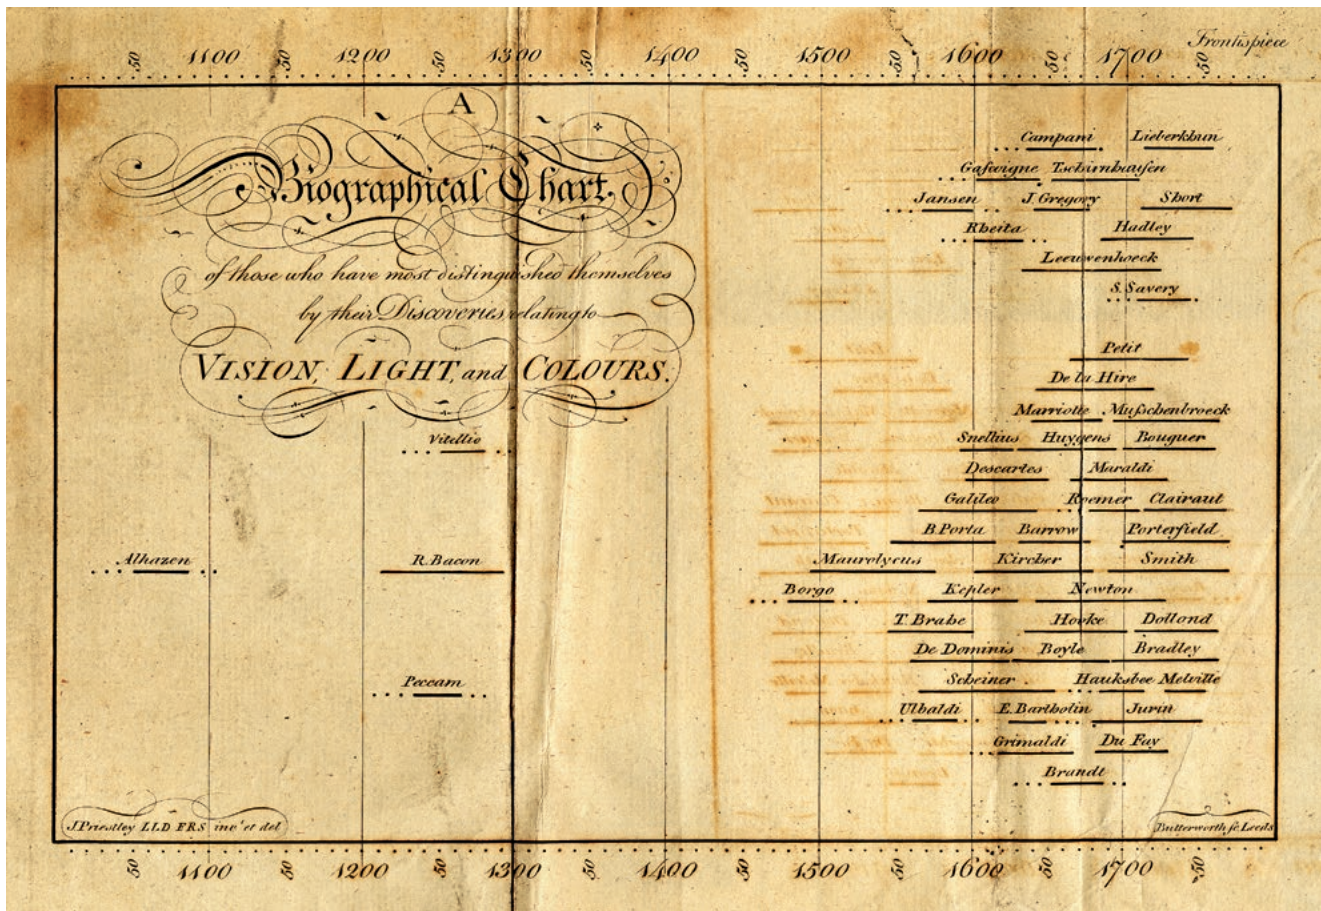 Frontispiece
50 1100 50 1200 50 1300 50 1400 50 1500 50 1600 50 1700 50
A
Biographical Chart
of those who have most distinguished themselves
by their Discoveries relating to
VISION, LIGHT, and COLOURS.
Campani Lieberkhun
Gascoigne Tschirnhausen
Jansen J. Gregory Short
Rheita Hadley
Leeuwenhoeck
S. Savery
Petit
De la Hire
Marriotte Musschenbroeck
Vitellio Snellius Huygens Bouguer
Descartes Maraldi
Galileo Roemer Clairaut
B. Porta Barrow Porterfield
Alhazen R. Bacon Maurolycus Kircher Smith
Borgo Kepler Newton
T. Brahe Hooke Dollond
De Dominis Boyle Bradley
Peccam Scheiner Hauksbee Melville
Ulbaldi E. Bartholin Jurin
Grimaldi Du Fay
Brandt
J. Priestley LLD FRS invt et del
Butterworth sc. Leeds
50 1100 50 1200 50 1300 50 1400 50 1500 50 1600 50 1700 50